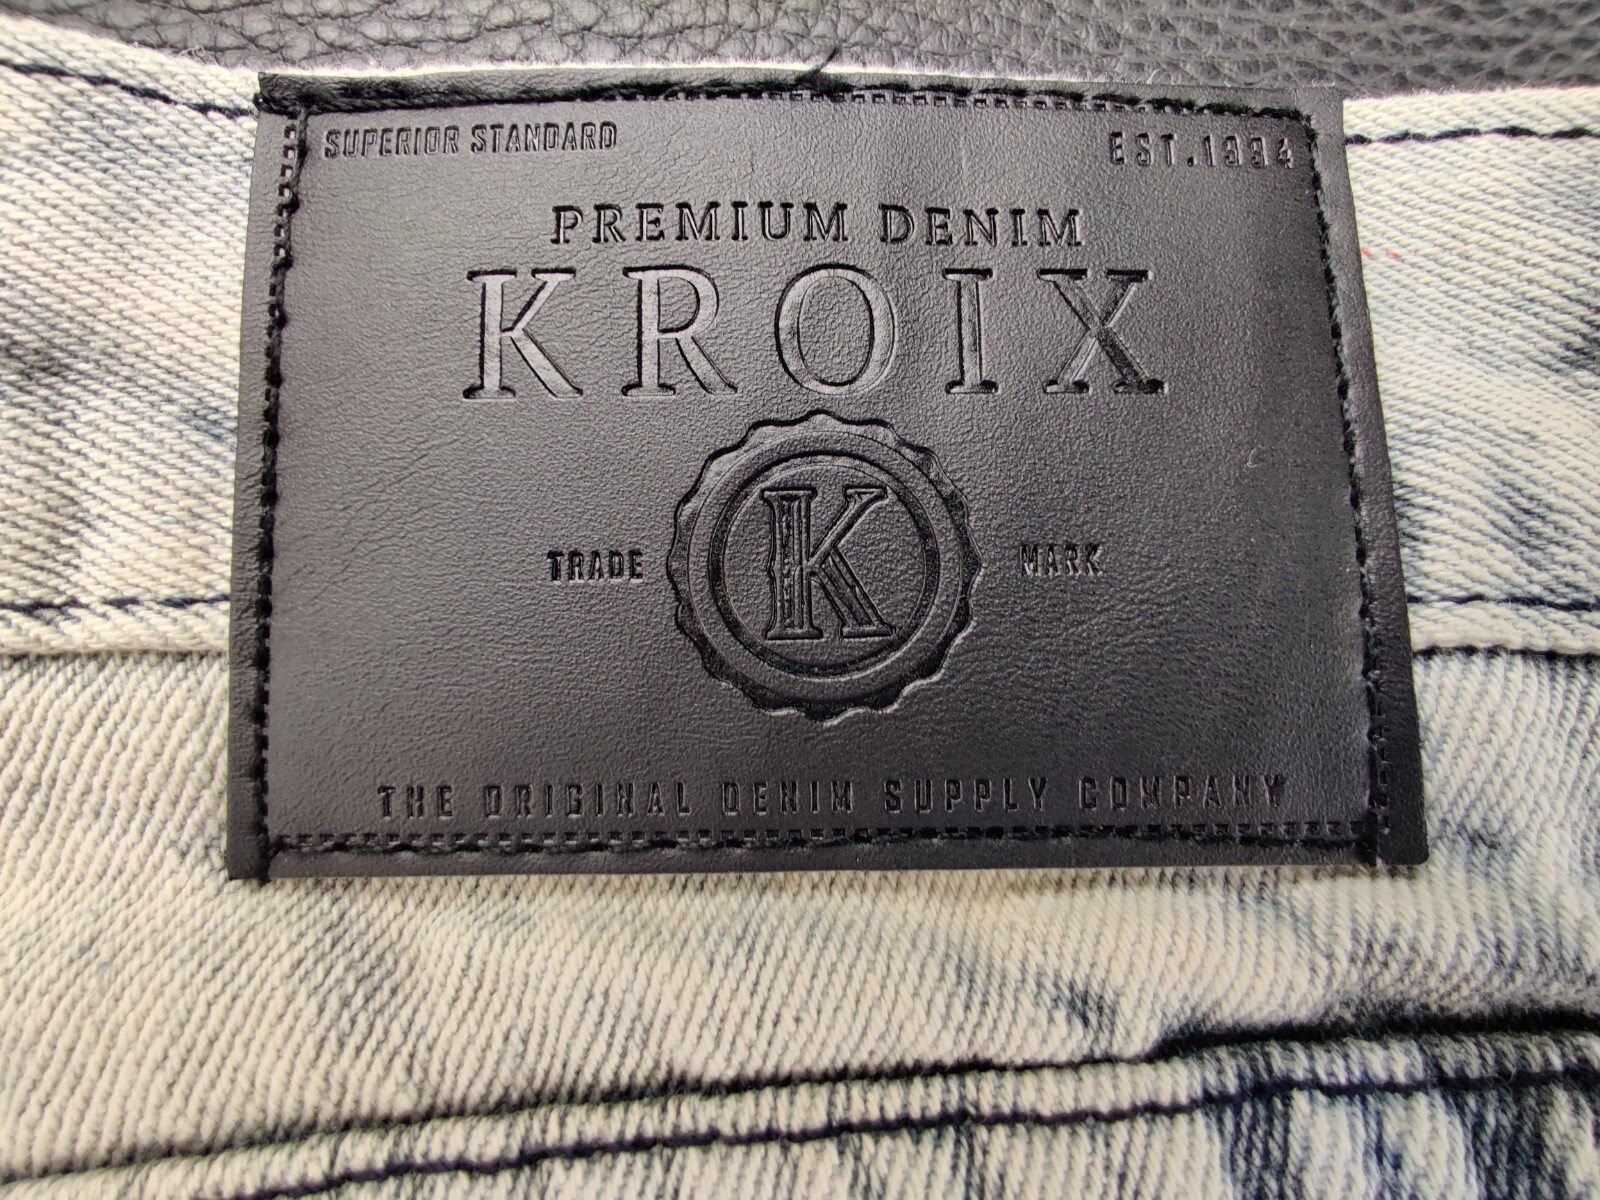 SUPERIOR STANDARD
EST.1994
PREMIUM DENIM
KROIX
K
TRADE MARK
THE ORIGINAL DENIM SUPPLY COMPANY